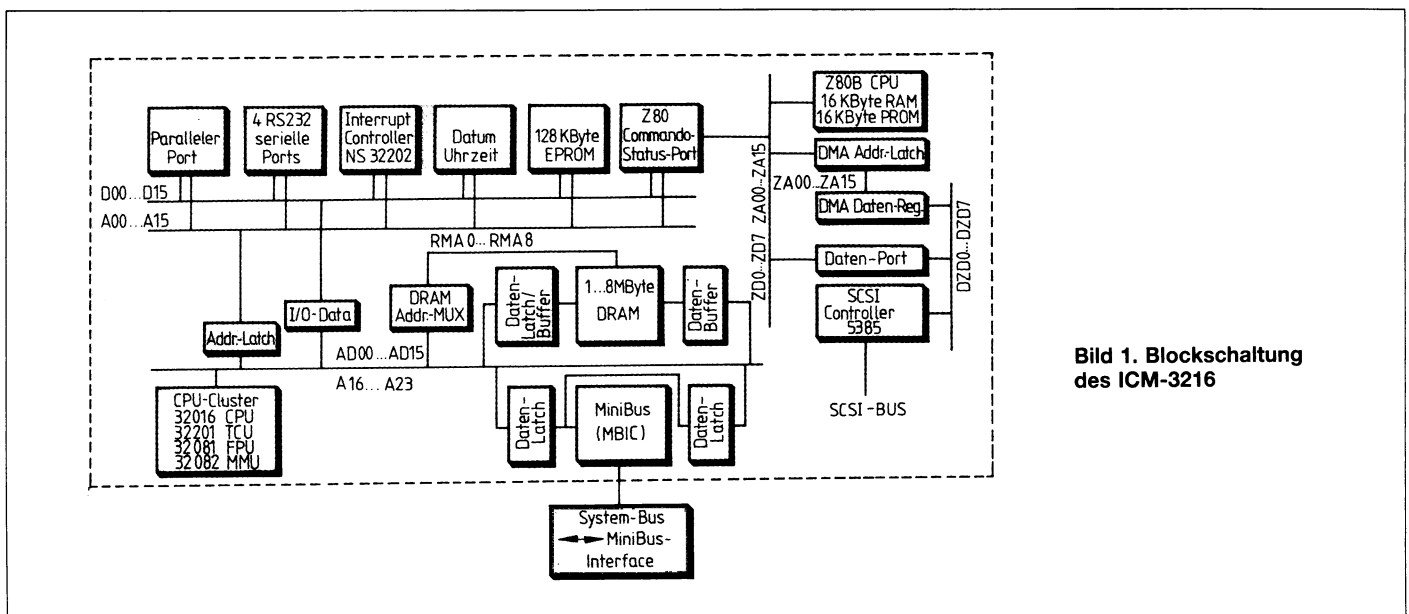 Paralleler
Port
4 RS232
serielle
Ports
Interrupt
Controller
NS 32202
Datum
Uhrzeit
128 KByte
EPROM
Z80
Commando-
Status-Port
D00...D15
A00...A15
RMA0...RMA8
Addr.-Latch
I/O-Data
DRAM
Addr.-MUX
Daten-
Latch/
Buffer
1...8MByte
DRAM
Daten-
Buffer
AD00...AD15
A16...A23
CPU-Cluster
32016 CPU
32201 TCU
32081 FPU
32082 MMU
Daten-
Latch
MiniBus
(MBIC)
Daten-
Latch
System-Bus
MiniBus-
Interface
ZD0...ZD7 ZA00...ZA15
Z80B CPU
16 KByte RAM
16 KByte PROM
DMA Addr.-Latch
ZA00...ZA15
DMA Daten-Reg.
Daten-Port
SCSI
Controller
5385
DZD0...DZD7
SCSI-BUS
Bild 1. Blockschaltung
des ICM-3216